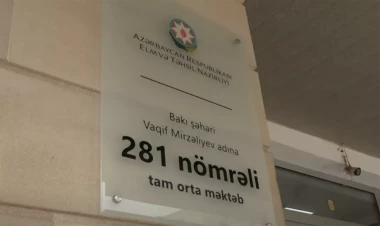 AZƏRBAYCAN RESPUBLİKASI
ELM VƏ TƏHSİL NAZİRLİYİ
Bakı şəhəri
Vaqif Mirzəliyev adına
281 nömrəli
tam orta məktəb